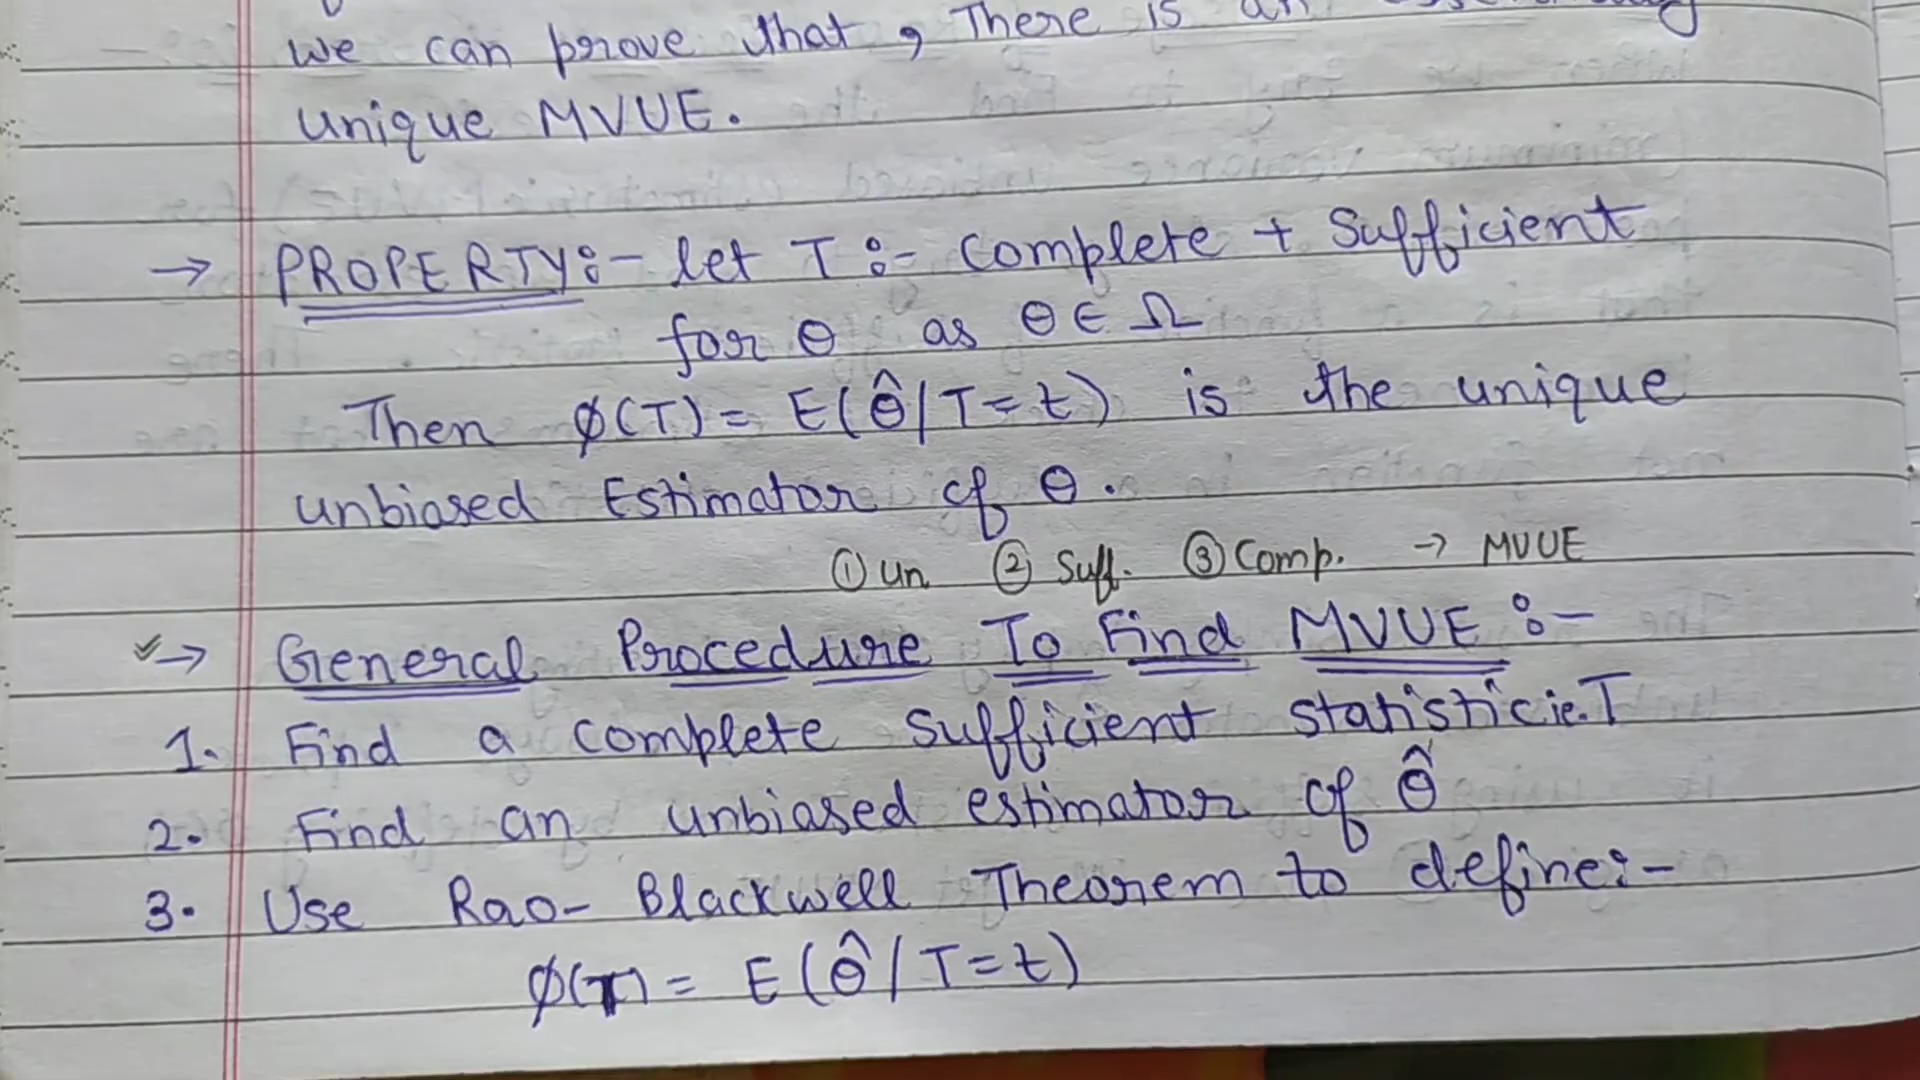 we can prove that, There is an
unique MVUE.
→ PROPERTY:- let T:- Complete + Sufficient
for θ as θ ∈ Ω
Then φ(T) = E(θ̂/T=t) is the unique
unbiased Estimator of θ.
① Un ② Suff. ③ Comp. → MVUE
✓→ General Procedure To Find MVUE :-
1. Find a complete sufficient statistic ie. T
2. Find an unbiased estimator of θ̂
3. Use Rao-Blackwell Theorem to define:-
φ(T) = E(θ̂/T=t)